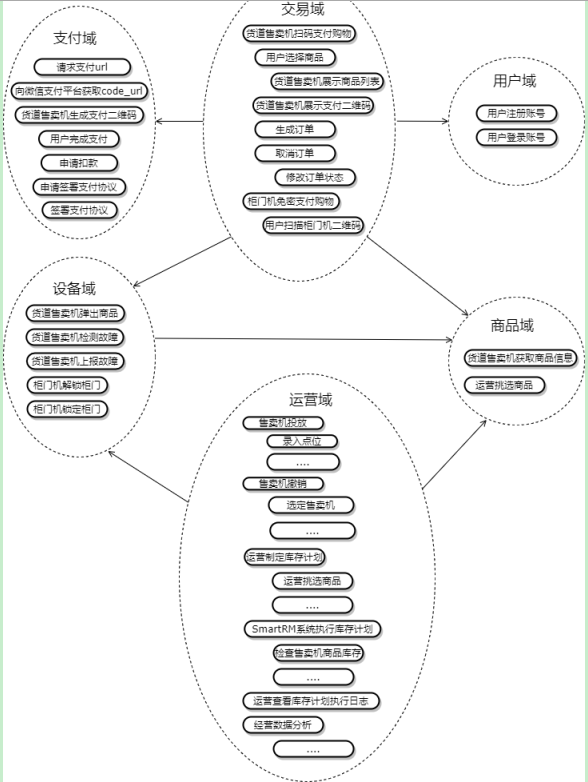 支付域
请求支付url
向微信支付平台获取code_url
货道售卖机生成支付二维码
用户完成支付
申请扣款
申请签署支付协议
签署支付协议
交易域
货道售卖机扫码支付购物
用户选择商品
货道售卖机展示商品列表
货道售卖机展示支付二维码
生成订单
取消订单
修改订单状态
柜门机免密支付购物
用户扫描柜门机二维码
用户域
用户注册账号
用户登录账号
设备域
货道售卖机弹出商品
货道售卖机检测故障
货道售卖机上报故障
柜门机解锁柜门
柜门机锁定柜门
商品域
货道售卖机获取商品信息
运营挑选商品
运营域
售卖机投放
录入点位
....
售卖机撤销
选定售卖机
....
运营制定库存计划
运营挑选商品
....
SmartRM系统执行库存计划
检查售卖机商品库存
....
运营查看库存计划执行日志
经营数据分析
....